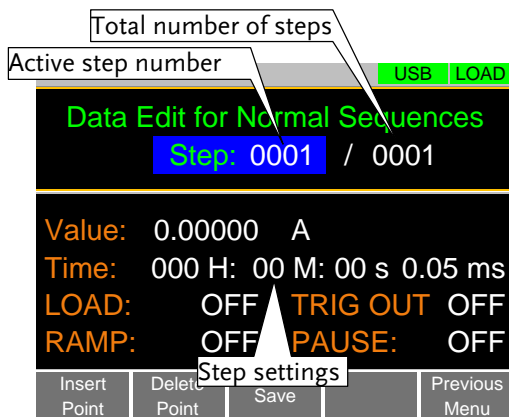 Total number of steps
Active step number
USB LOAD
Data Edit for Normal Sequences
Step: 0001 / 0001
Value: 0.00000 A
Time: 000 H: 00 M: 00 s 0.05 ms
LOAD: OFF TRIG OUT OFF
RAMP: OFF PAUSE: OFF
Step settings
Insert Point
Delete Point
Save
Previous Menu